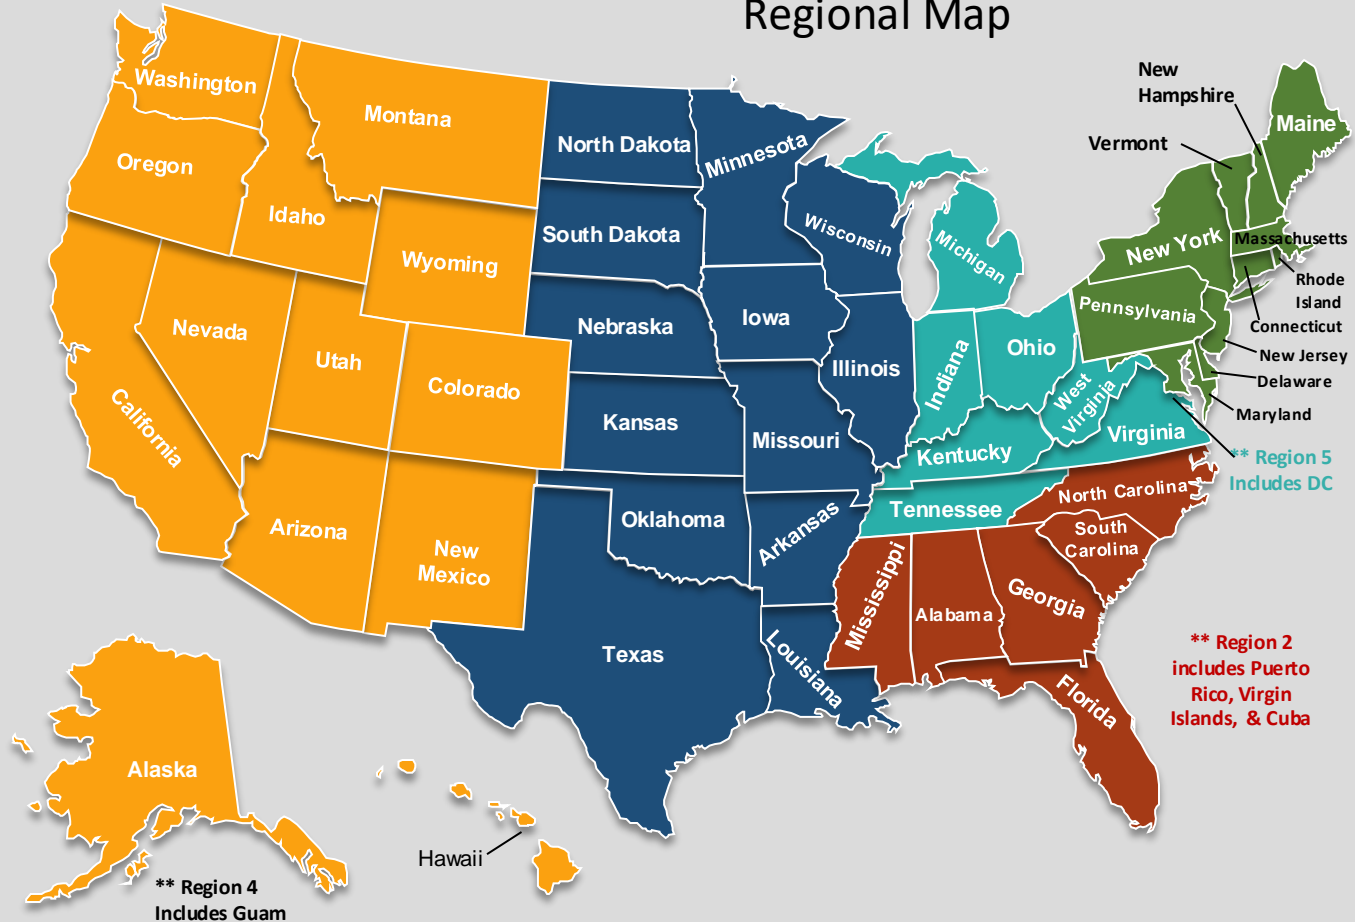 Regional Map
New
Hampshire
Maine
Vermont
Washington
Montana
North Dakota
Minnesota
Oregon
Idaho
South Dakota
Wisconsin
Michigan
New York
Massachusetts
Wyoming
Rhode
Island
Pennsylvania
Connecticut
Nevada
Nebraska
Iowa
Utah
Illinois
Indiana
Ohio
New Jersey
Delaware
Colorado
West
Virginia
Maryland
California
Kansas
Missouri
Kentucky
Virginia
** Region 5
Includes DC
North Carolina
Tennessee
Arizona
Oklahoma
Arkansas
South
Carolina
New
Mexico
Mississippi
Alabama
Georgia
Texas
Louisiana
Florida
** Region 2
includes Puerto
Rico, Virgin
Islands, & Cuba
Alaska
Hawaii
** Region 4
Includes Guam